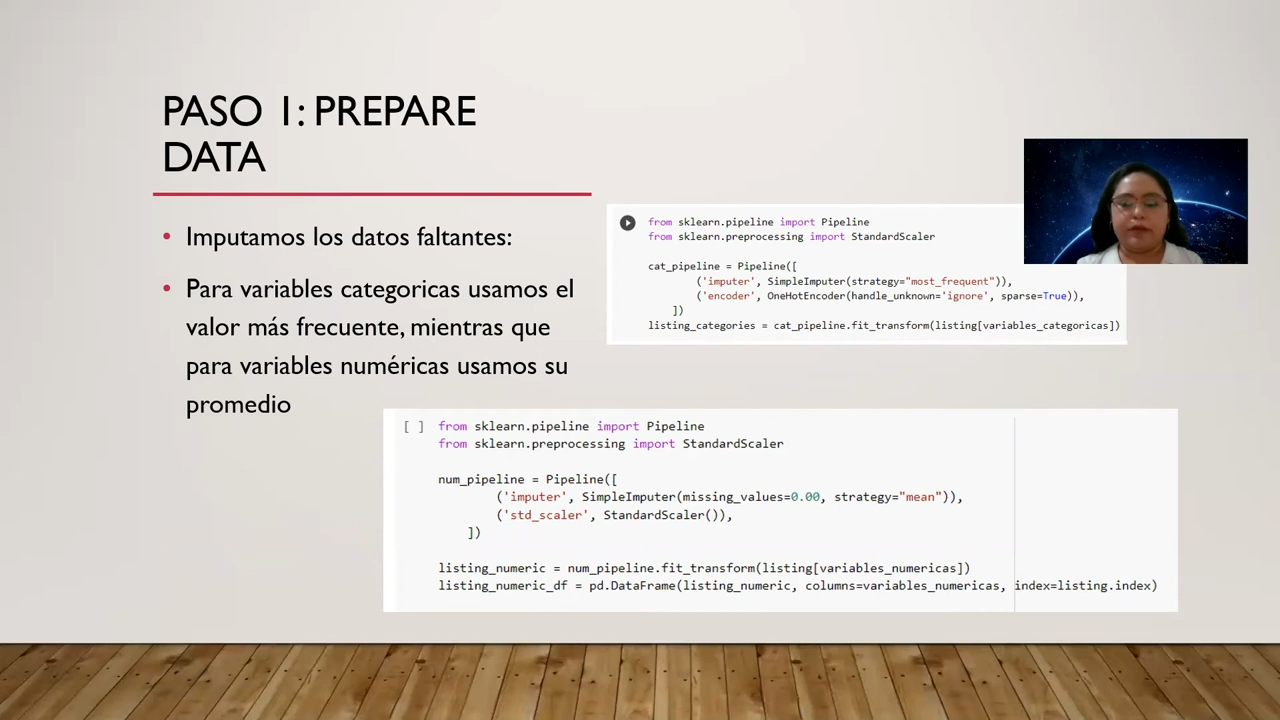 PASO 1: PREPARE
DATA
• Imputamos los datos faltantes:
• Para variables categoricas usamos el
valor más frecuente, mientras que
para variables numéricas usamos su
promedio
from sklearn.pipeline import Pipeline
from sklearn.preprocessing import StandardScaler
cat_pipeline = Pipeline([
('imputer', SimpleImputer(strategy="most_frequent")),
('encoder', OneHotEncoder(handle_unknown='ignore', sparse=True)),
])
listing_categories = cat_pipeline.fit_transform(listing[variables_categoricas])
[ ] from sklearn.pipeline import Pipeline
from sklearn.preprocessing import StandardScaler
num_pipeline = Pipeline([
('imputer', SimpleImputer(missing_values=0.00, strategy="mean")),
('std_scaler', StandardScaler()),
])
listing_numeric = num_pipeline.fit_transform(listing[variables_numericas])
listing_numeric_df = pd.DataFrame(listing_numeric, columns=variables_numericas, index=listing.index)